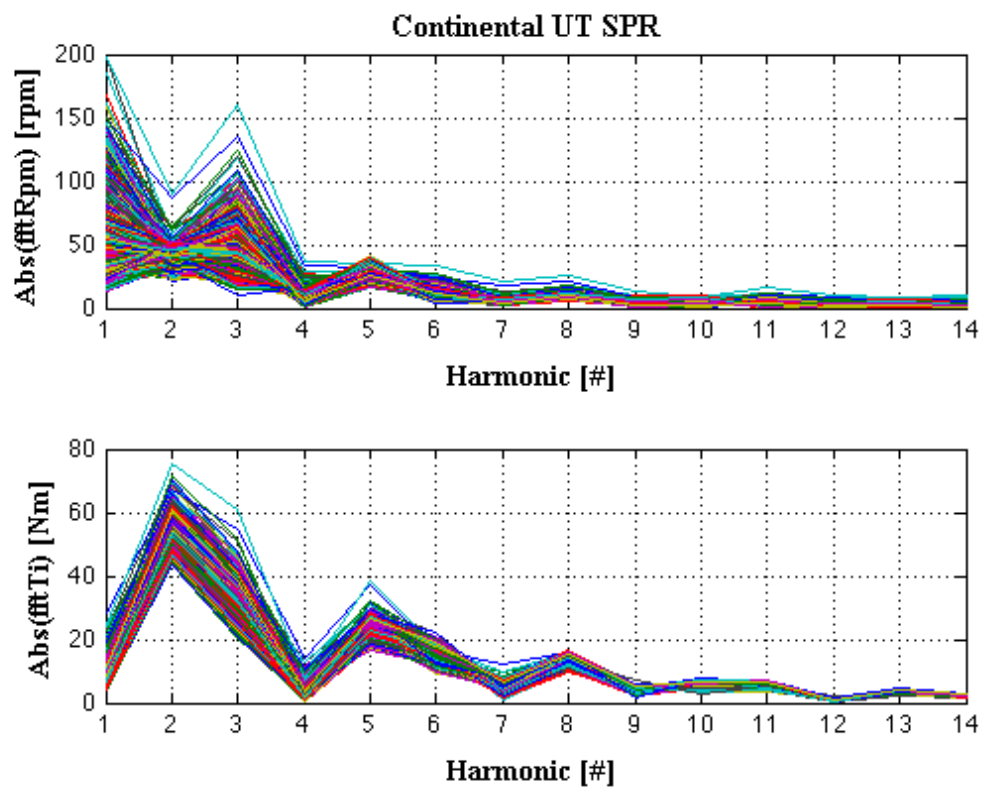 Continental UT SPR
Abs(fftRpm) [rpm]
200
150
100
50
0
1 2 3 4 5 6 7 8 9 10 11 12 13 14
Harmonic [#]
Abs(fftTi) [Nm]
80
60
40
20
0
1 2 3 4 5 6 7 8 9 10 11 12 13 14
Harmonic [#]